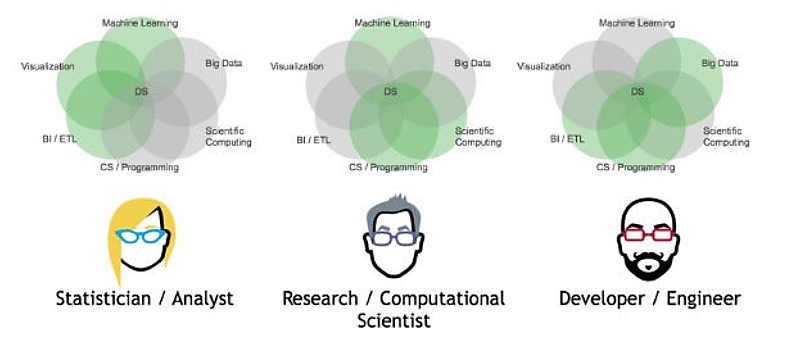 Machine Learning
Visualization
Big Data
DS
BI / ETL
Scientific
Computing
CS / Programming
Machine Learning
Visualization
Big Data
DS
BI / ETL
Scientific
Computing
CS / Programming
Machine Learning
Visualization
Big Data
DS
BI / ETL
Scientific
Computing
CS / Programming
Statistician / Analyst
Research / Computational
Scientist
Developer / Engineer